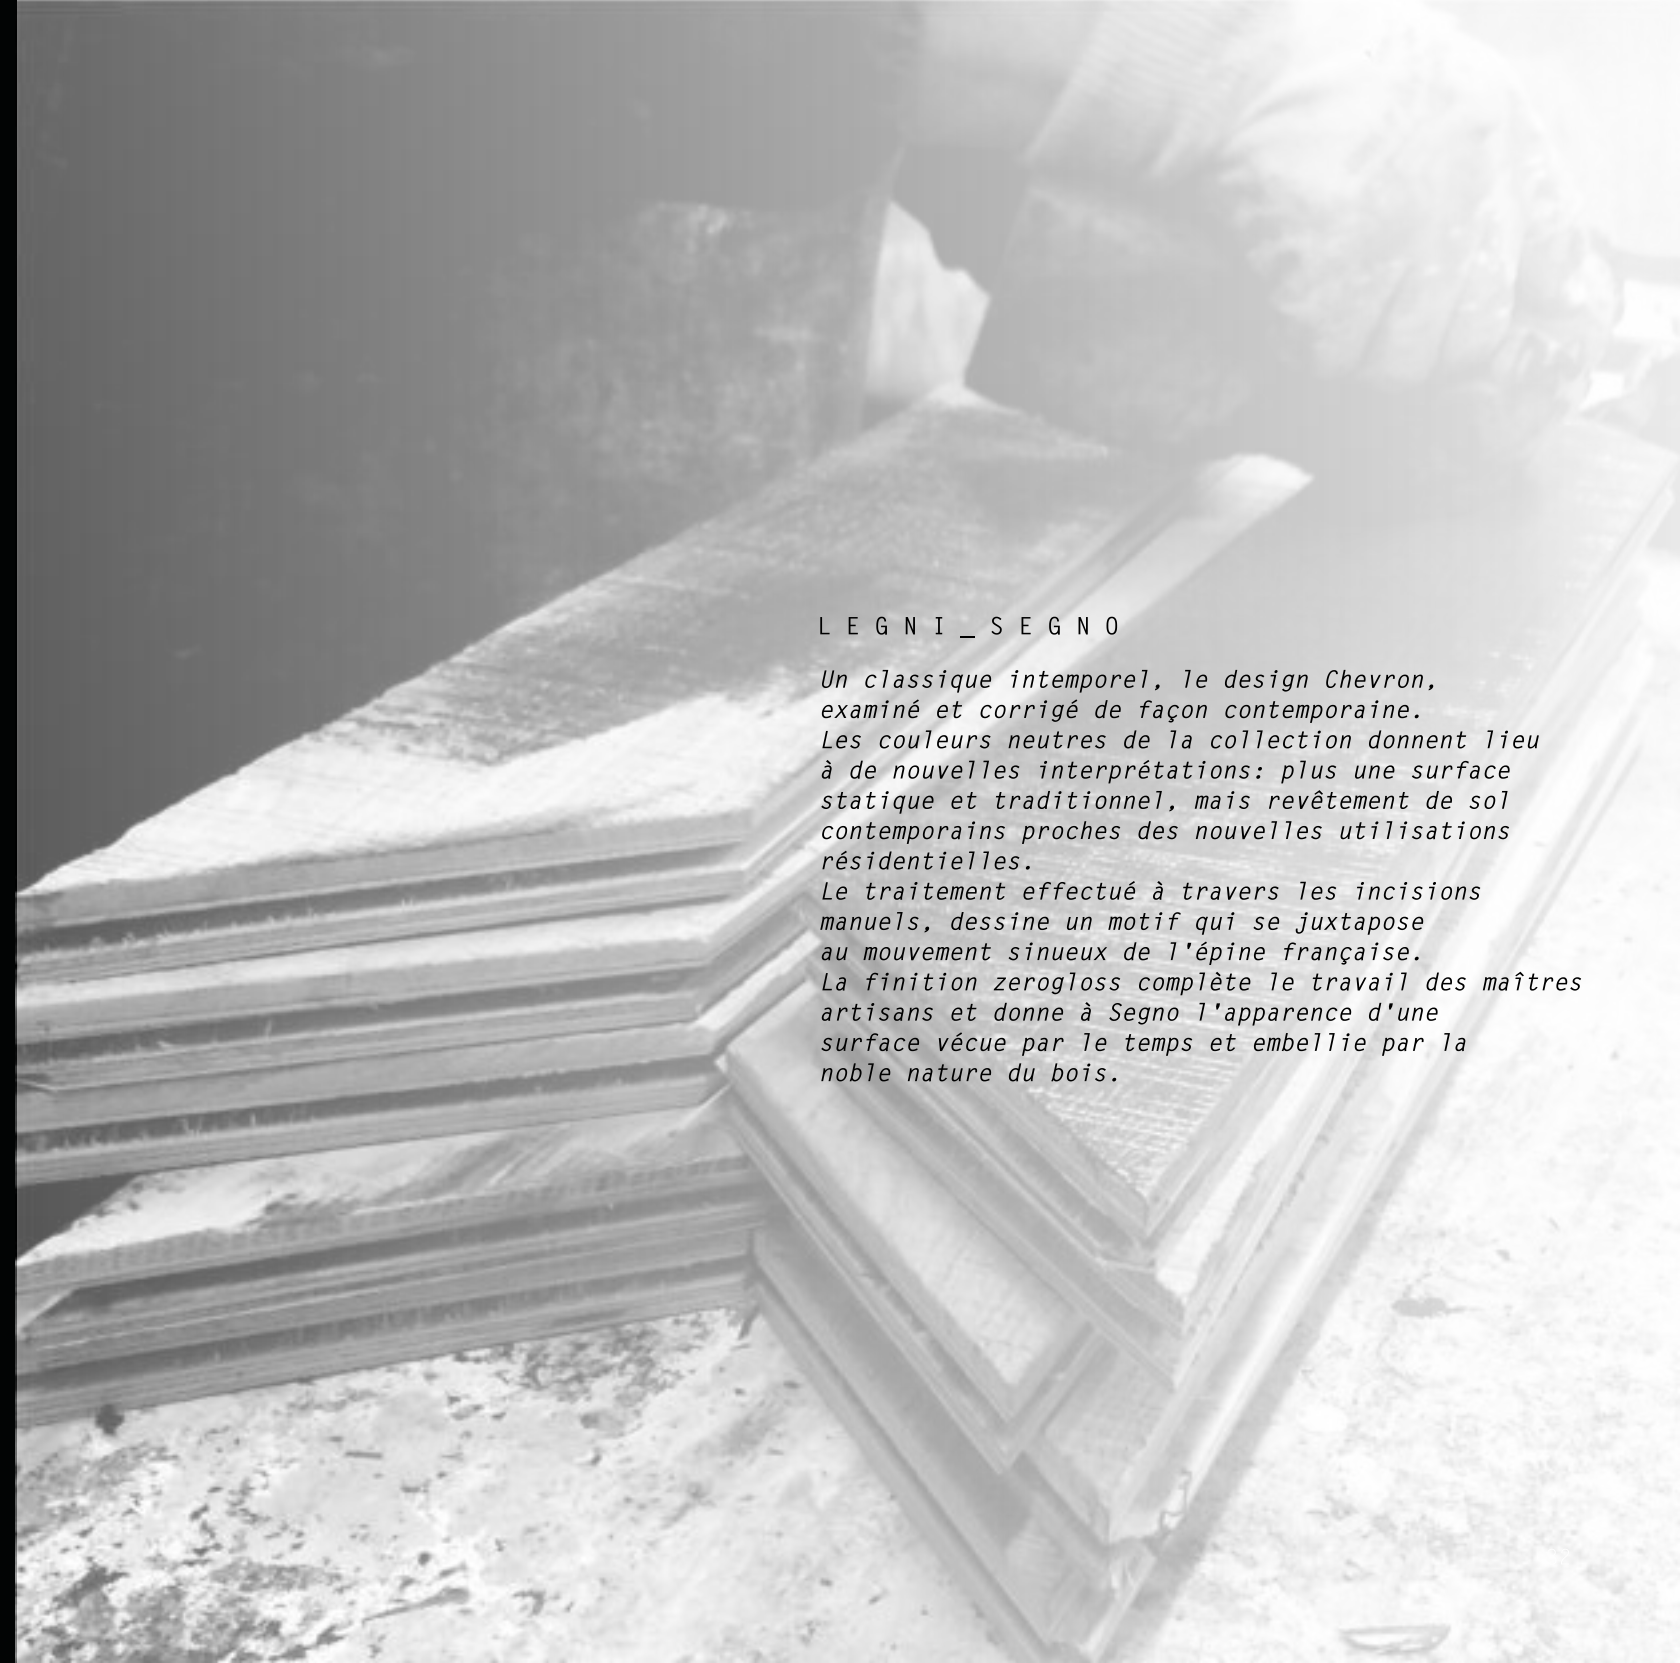 LEGNI_SEGNO
Un classique intemporel, le design Chevron,
examiné et corrigé de façon contemporaine.
Les couleurs neutres de la collection donnent lieu
à de nouvelles interprétations: plus une surface
statique et traditionnel, mais revêtement de sol
contemporains proches des nouvelles utilisations
résidentielles.
Le traitement effectué à travers les incisions
manuels, dessine un motif qui se juxtapose
au mouvement sinueux de l'épine française.
La finition zerogloss complète le travail des maîtres
artisans et donne à Segno l'apparence d'une
surface vécue par le temps et embellie par la
noble nature du bois.